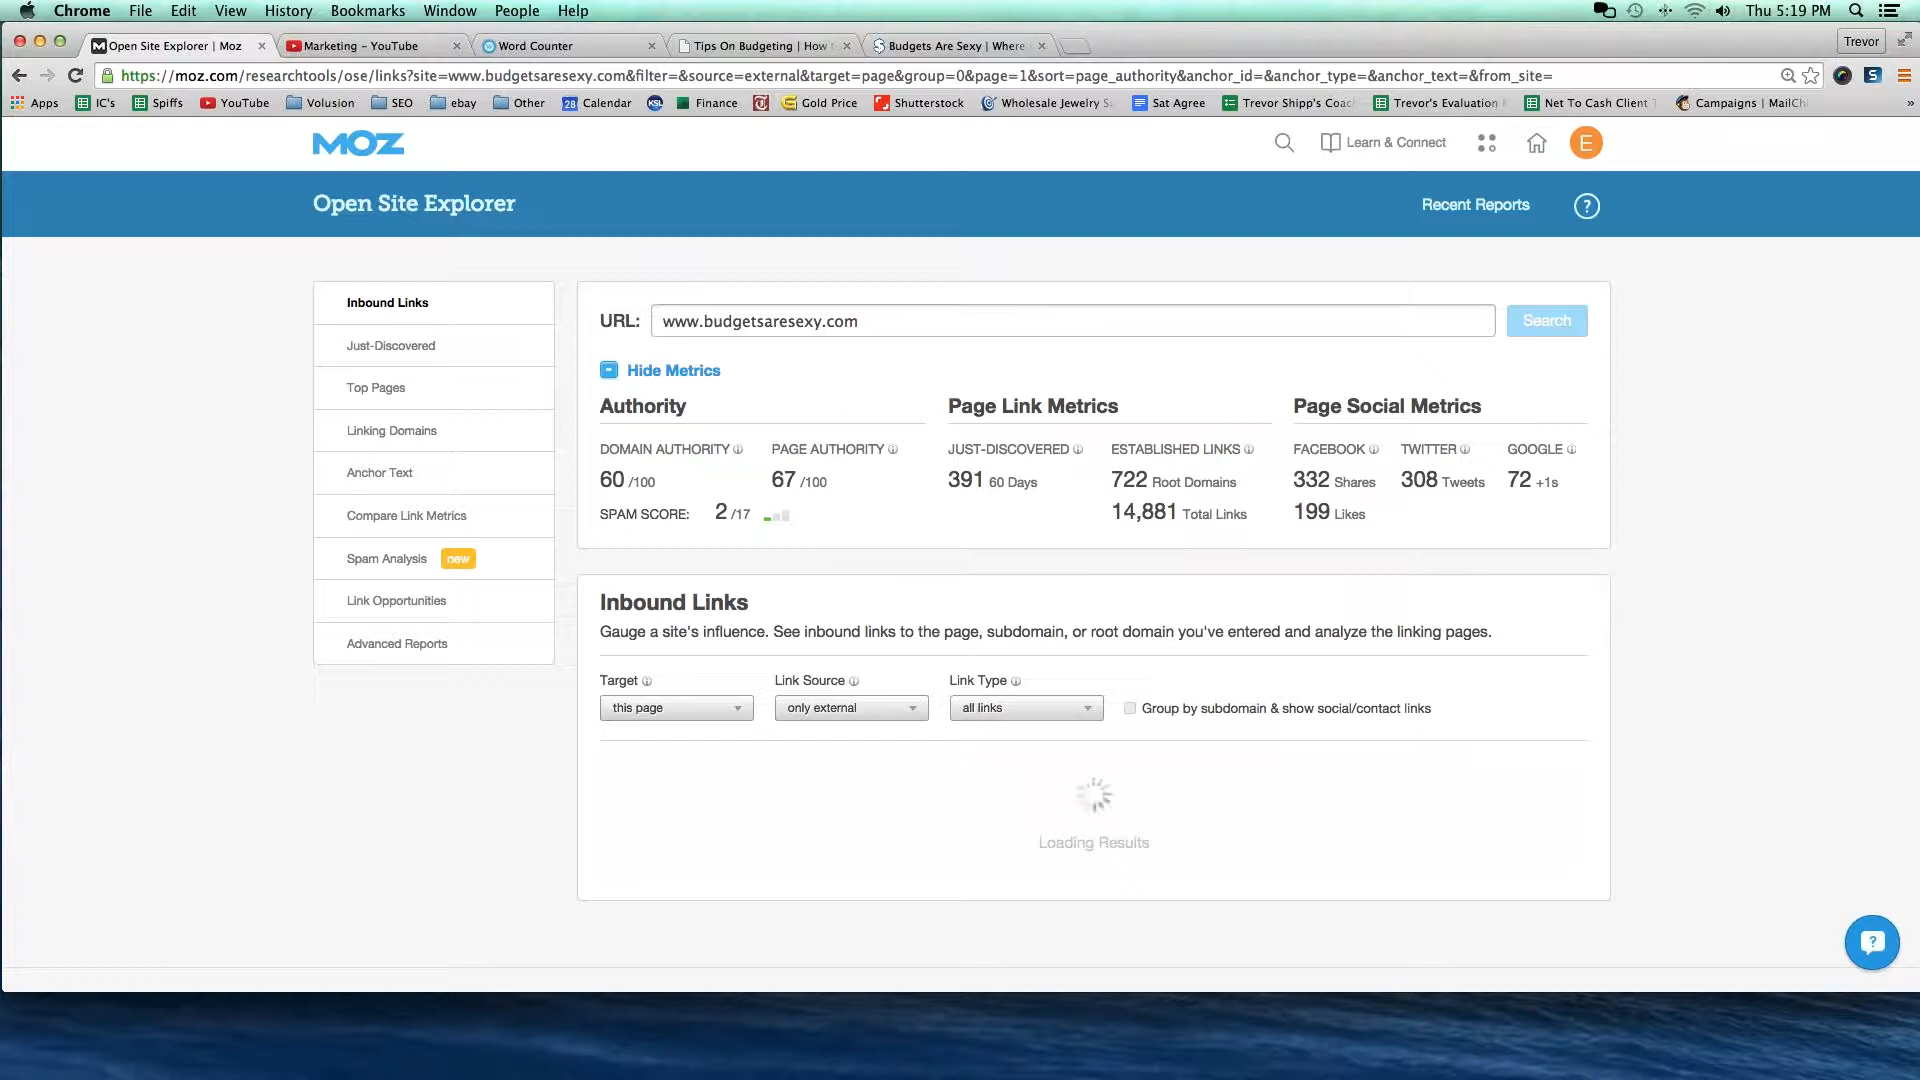 Chrome File Edit View History Bookmarks Window People Help Thu 5:19 PM
Open Site Explorer | Moz Marketing - YouTube Word Counter Tips On Budgeting | How Budgets Are Sexy | Where Trevor
https://moz.com/researchtools/ose/links?site=www.budgetsaresexy.com&filter=&source=external&target=page&group=0&page=1&sort=page_authority&anchor_id=&anchor_type=&anchor_text=&from_site=
Apps IC's Spiffs YouTube Volusion SEO ebay Other 28 Calendar KSL Finance Gold Price Shutterstock Wholesale Jewelry Sat Agree Trevor Shipp's Coac Trevor's Evaluation Net To Cash Client Campaigns | MailChi »
MOZ Learn & Connect E
Open Site Explorer Recent Reports ?
Inbound Links
Just-Discovered
Top Pages
Linking Domains
Anchor Text
Compare Link Metrics
Spam Analysis new
Link Opportunities
Advanced Reports
URL: www.budgetsaresexy.com Search
Hide Metrics
Authority Page Link Metrics Page Social Metrics
DOMAIN AUTHORITY PAGE AUTHORITY JUST-DISCOVERED ESTABLISHED LINKS FACEBOOK TWITTER GOOGLE
60 /100 67 /100 391 60 Days 722 Root Domains 332 Shares 308 Tweets 72 +1s
SPAM SCORE: 2 /17 14,881 Total Links 199 Likes
Inbound Links
Gauge a site's influence. See inbound links to the page, subdomain, or root domain you've entered and analyze the linking pages.
Target Link Source Link Type
this page only external all links Group by subdomain & show social/contact links
Loading Results
?